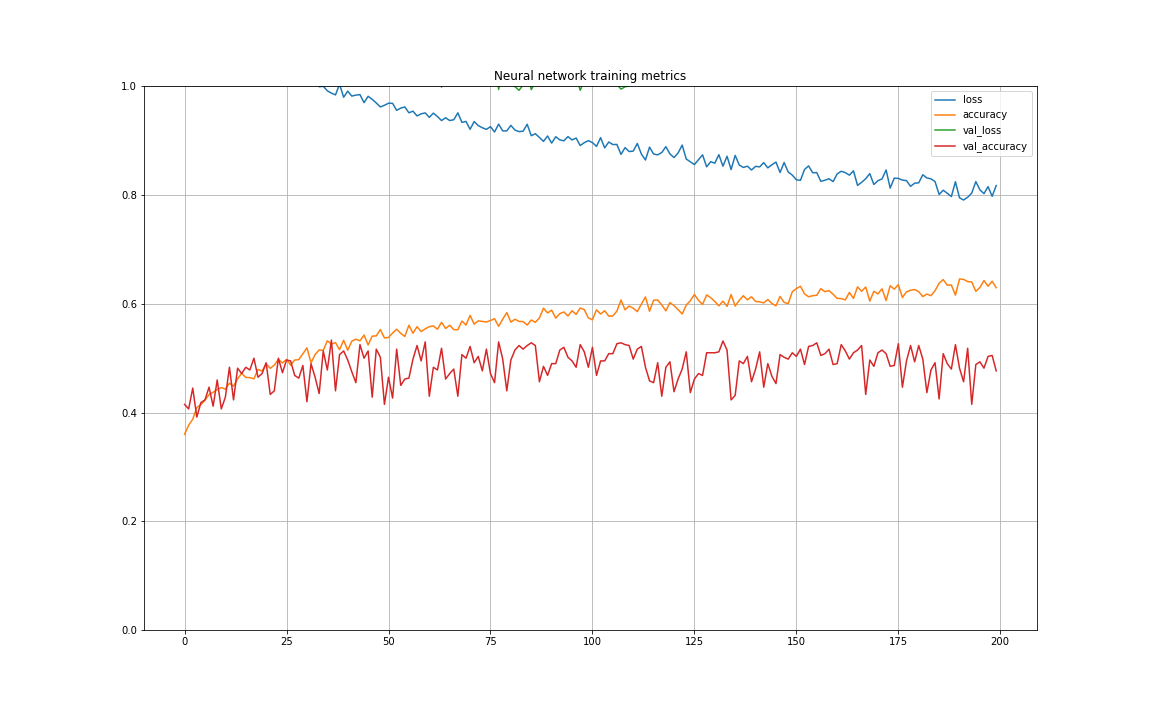 Neural network training metrics
1.0
0.8
0.6
0.4
0.2
0.0
loss
accuracy
val_loss
val_accuracy
0 25 50 75 100 125 150 175 200